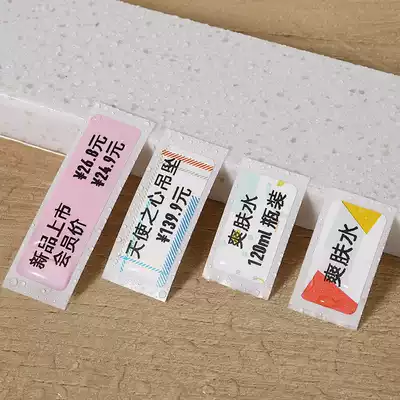 新品上市 ¥26.8元
会员价 ¥24.9元
天使之心吊坠
¥139.0元
爽肤水
120ml 瓶装
爽肤水